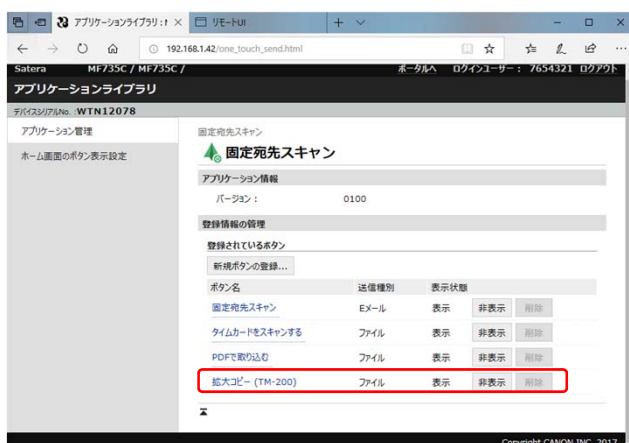 アプリケーションライブラリ : ト
リモートUI
192.168.1.42/one_touch_send.html
Satera MF735C / MF735C / ポータルへ ログインユーザー : 7654321 ログアウト
アプリケーションライブラリ
デバイスシリアルNo. :WTN12078
アプリケーション管理
ホーム画面のボタン表示設定
固定宛先スキャン
固定宛先スキャン
アプリケーション情報
バージョン : 0100
登録情報の管理
登録されているボタン
新規ボタンの登録...
ボタン名 送信種別 表示状態
固定宛先スキャン Eメール 表示 非表示 削除
タイムカードをスキャンする ファイル 表示 非表示 削除
PDFで取り込む ファイル 表示 非表示 削除
拡大コピー (TM-200) ファイル 表示 非表示 削除
Copyright CANON INC. 2017